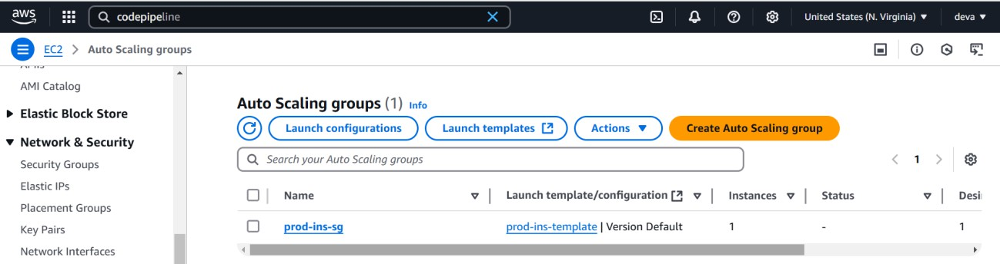 aws codepipeline United States (N. Virginia) deva
EC2 Auto Scaling groups
AMIs
AMI Catalog
Elastic Block Store
Network & Security
Security Groups
Elastic IPs
Placement Groups
Key Pairs
Network Interfaces
Auto Scaling groups (1) Info
Launch configurations Launch templates Actions Create Auto Scaling group
Search your Auto Scaling groups 1
Name Launch template/configuration Instances Status Desi
prod-ins-sg prod-ins-template | Version Default 1 - 1